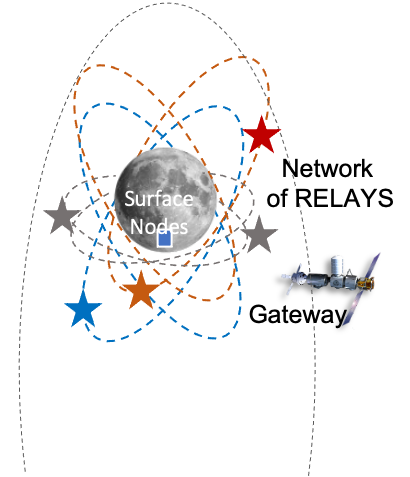 Network
of RELAYS
Surface
Nodes
Gateway